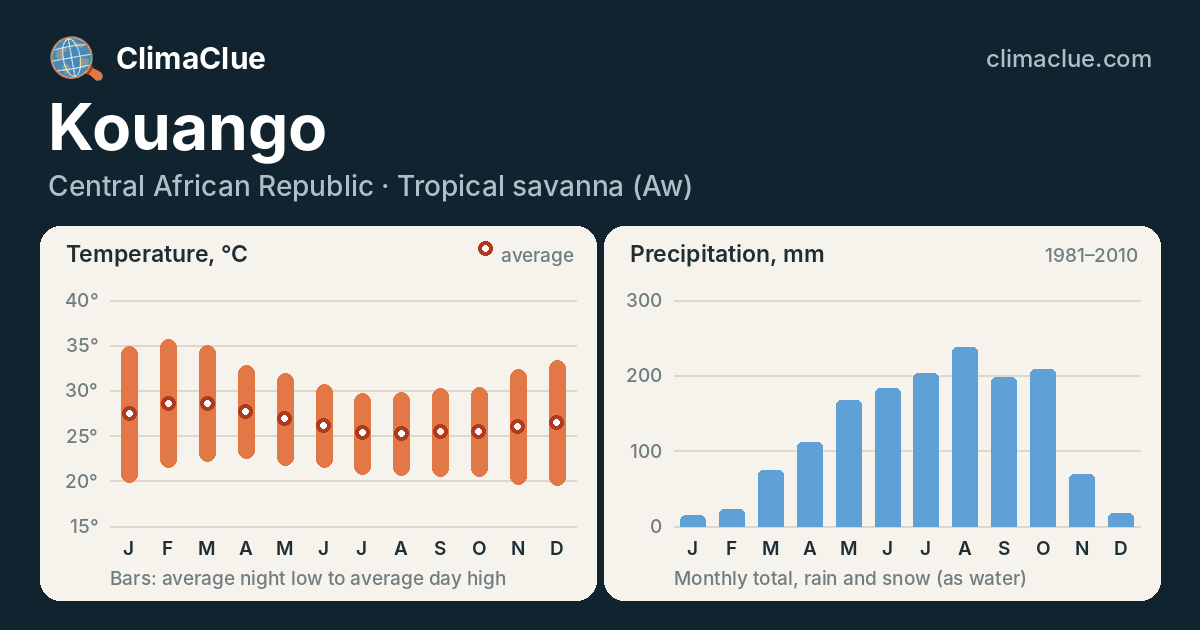 ClimaClue
climaclue.com
Kouango
Central African Republic · Tropical savanna (Aw)
Temperature, °C
average
40°
35°
30°
25°
20°
15°
J F M A M J J A S O N D
Bars: average night low to average day high
Precipitation, mm
1981–2010
300
200
100
0
J F M A M J J A S O N D
Monthly total, rain and snow (as water)